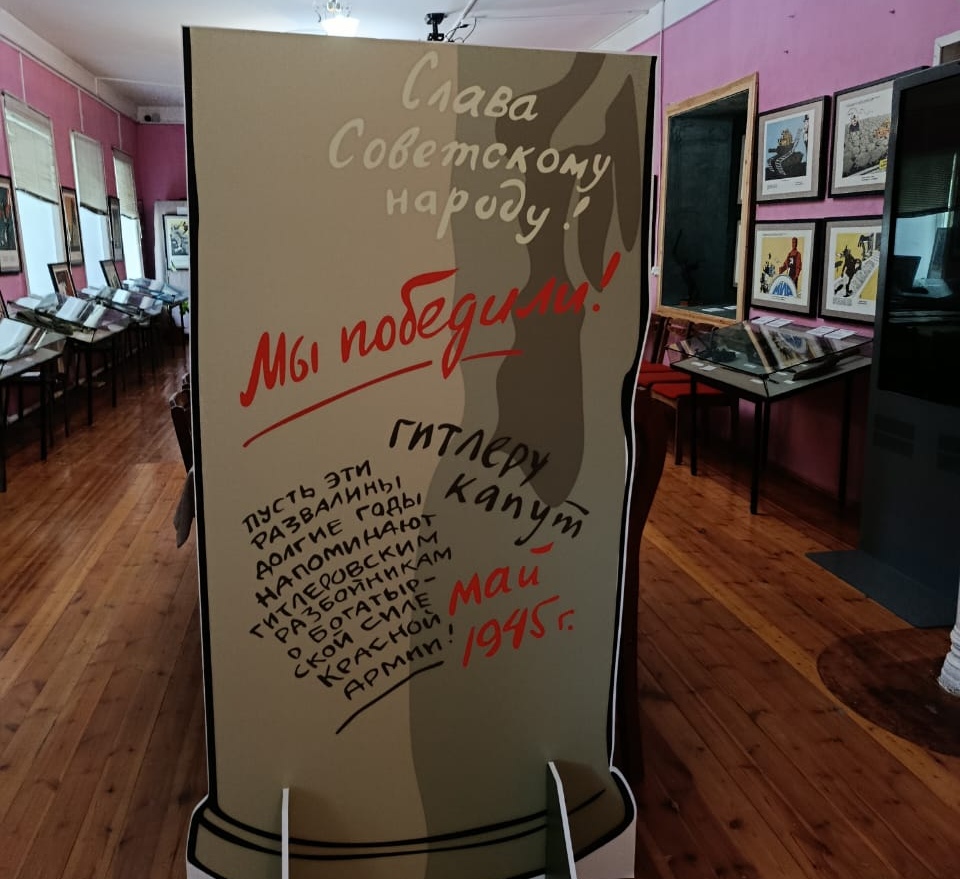 Слава
Советскому
народу!
Мы победили!
ГИТЛЕРУ
КАПУТ
ПУСТЬ ЭТИ
РАЗВАЛИНЫ
ДОЛГИЕ ГОДЫ
НАПОМИНАЮТ
ГИТЛЕРОВСКИМ
РАЗБОЙНИКАМ
О БОГАТЫР-
СКОЙ СИЛЕ
КРАСНОЙ
АРМИИ!
май
1945 г.